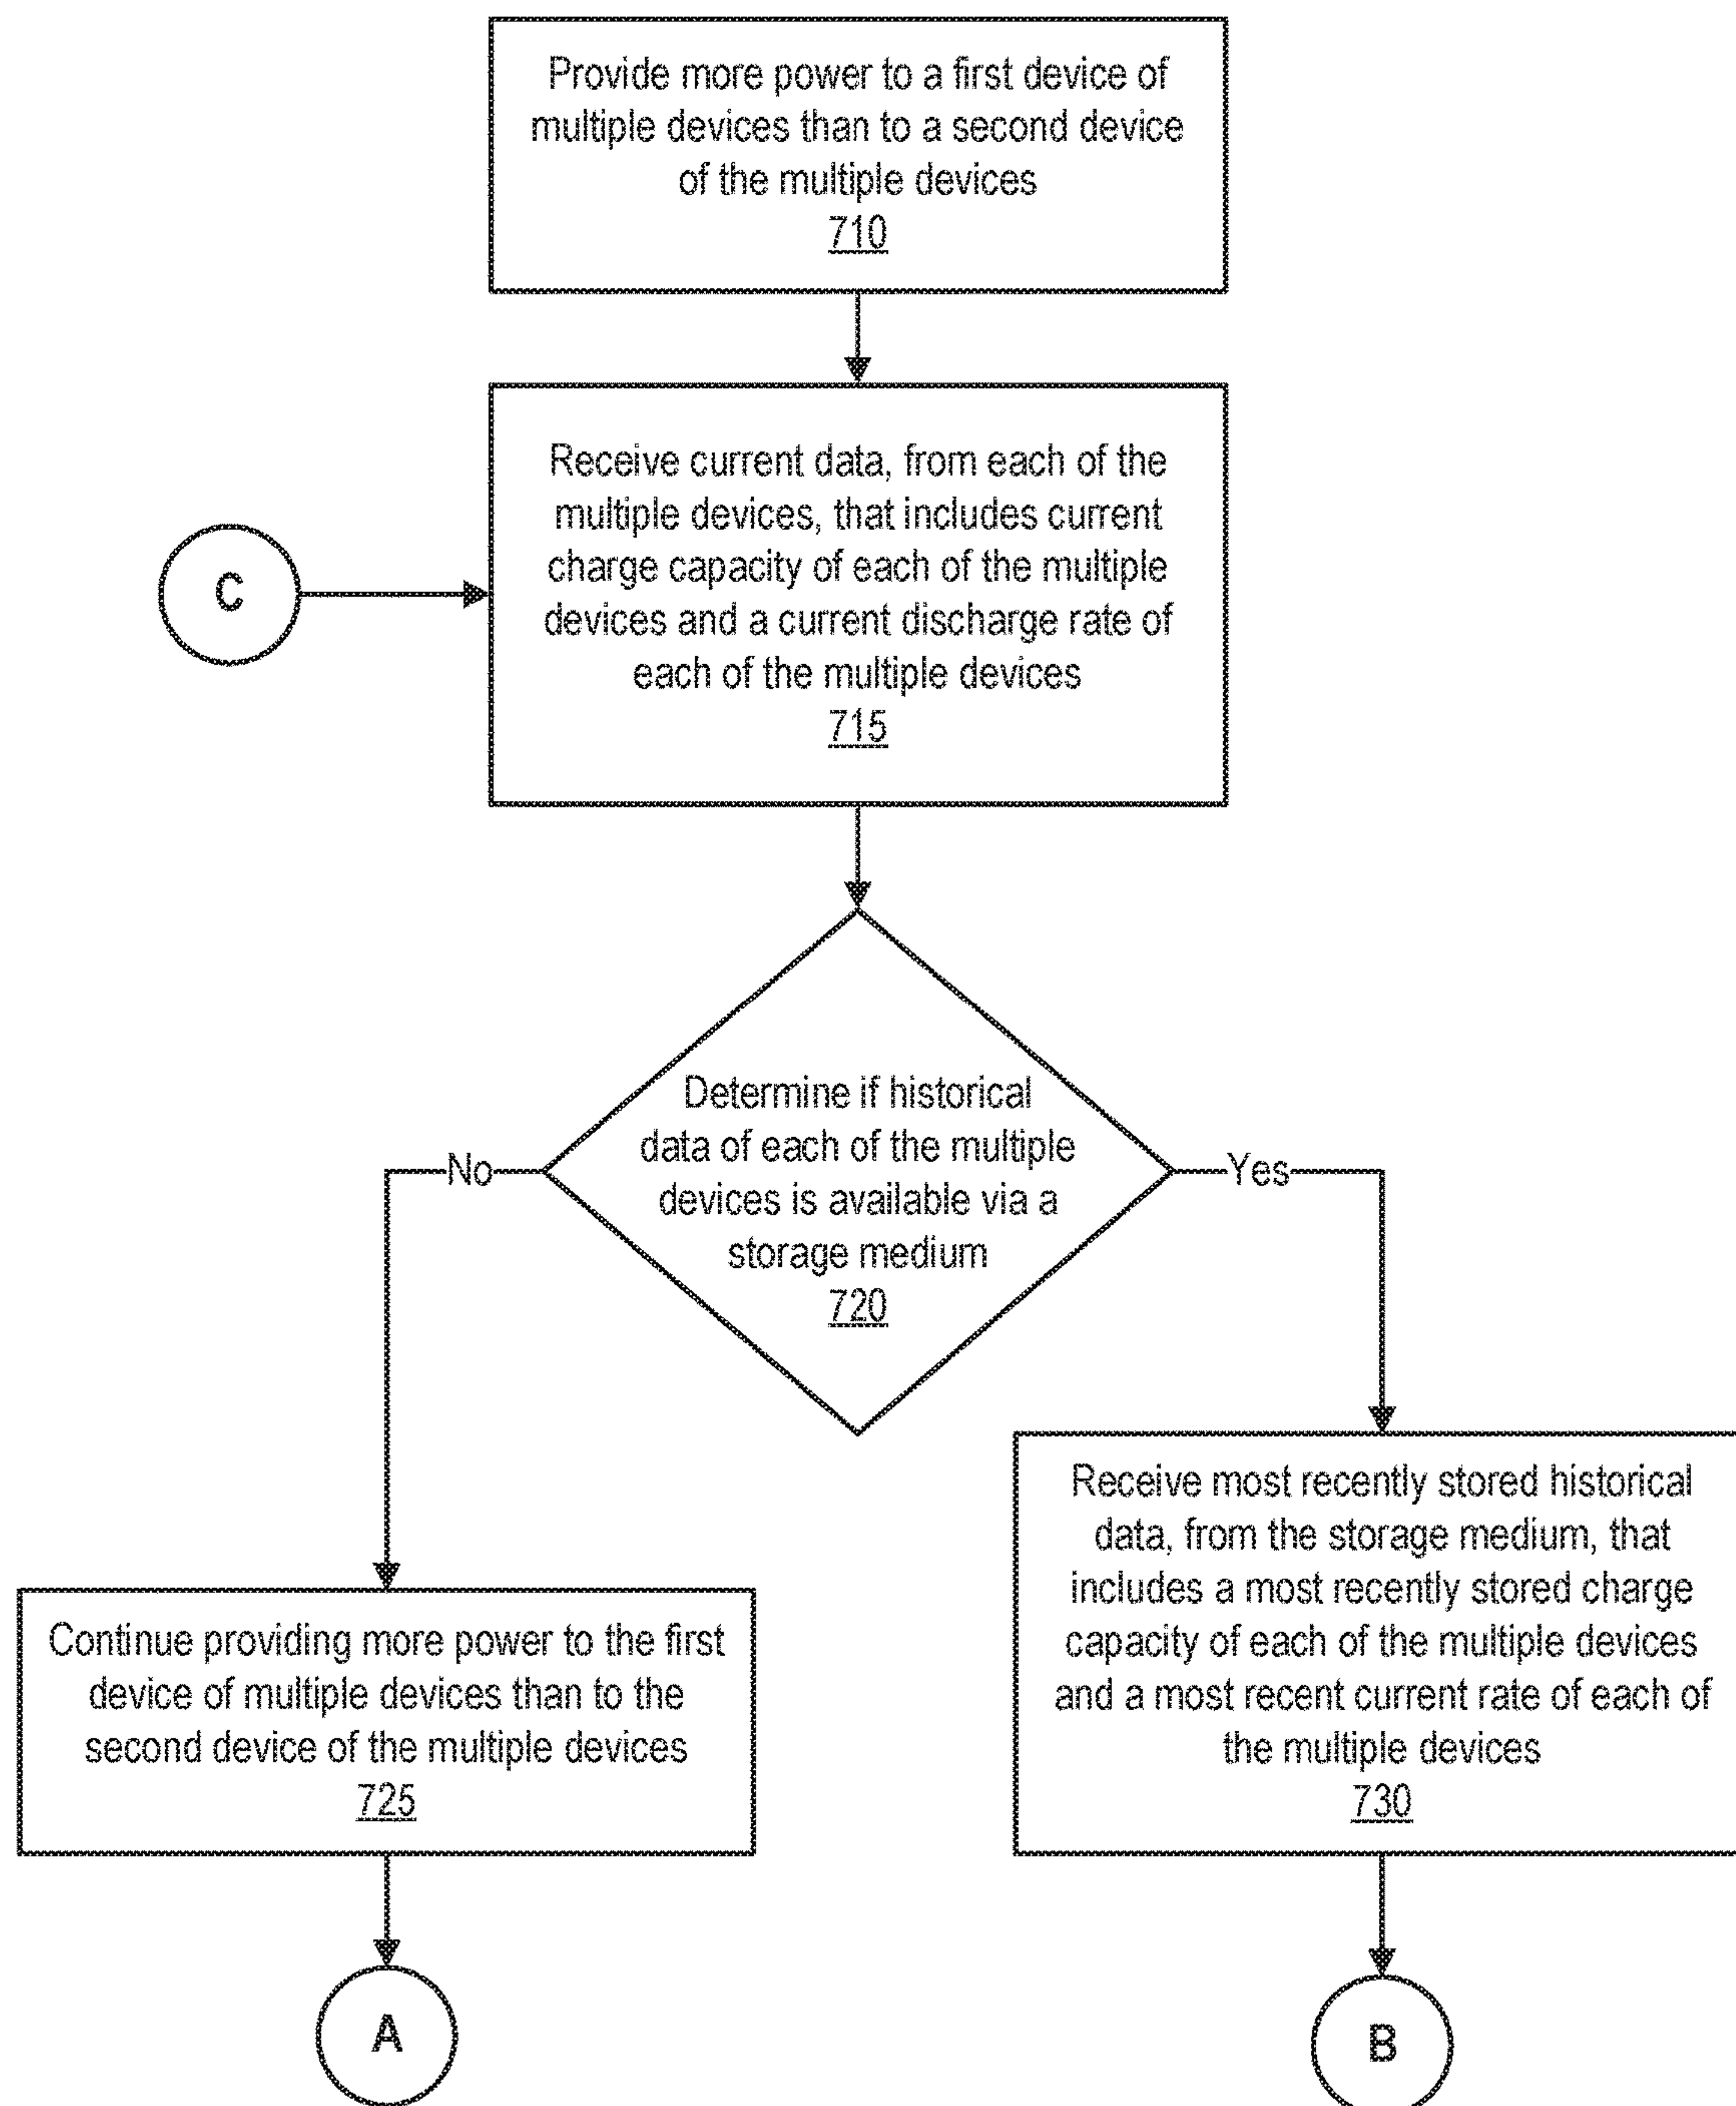 Provide more power to a first device of
multiple devices than to a second device
of the multiple devices
710
Receive current data, from each of the
multiple devices, that includes current
charge capacity of each of the multiple
devices and a current discharge rate of
each of the multiple devices
715
C
Determine if historical
data of each of the multiple
devices is available via a
storage medium
720
No
Yes
Continue providing more power to the first
device of multiple devices than to the
second device of the multiple devices
725
Receive most recently stored historical
data, from the storage medium, that
includes a most recently stored charge
capacity of each of the multiple devices
and a most recent current rate of each of
the multiple devices
730
A
B